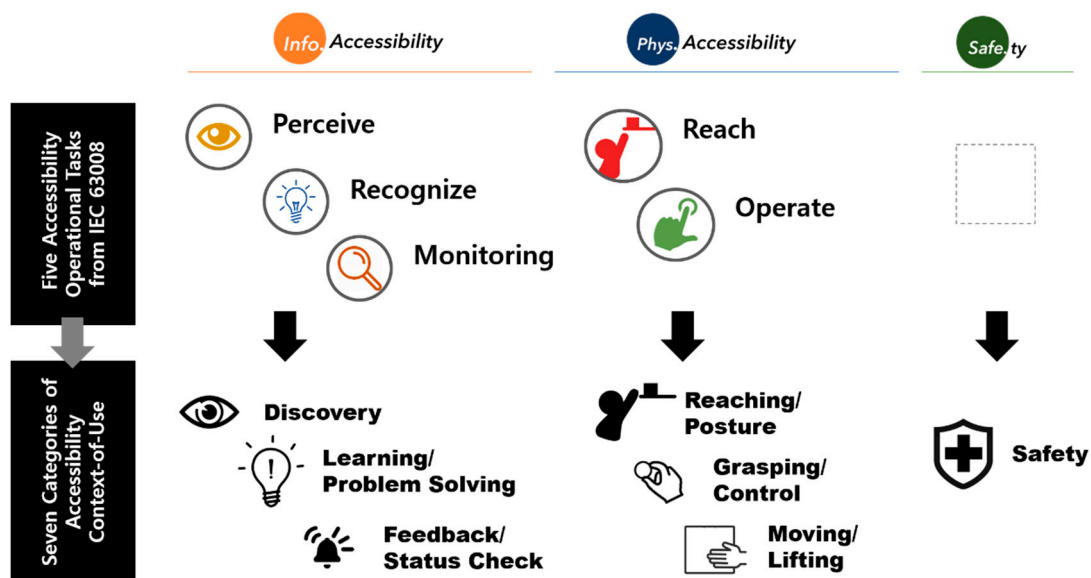 Info. Accessibility
Phys. Accessibility
Safe.ty
Five Accessibility
Operational Tasks
from IEC 63008
Perceive
Recognize
Monitoring
Reach
Operate
Seven Categories of
Accessibility
Context-of-Use
Discovery
Learning/
Problem Solving
Feedback/
Status Check
Reaching/
Posture
Grasping/
Control
Moving/
Lifting
Safety